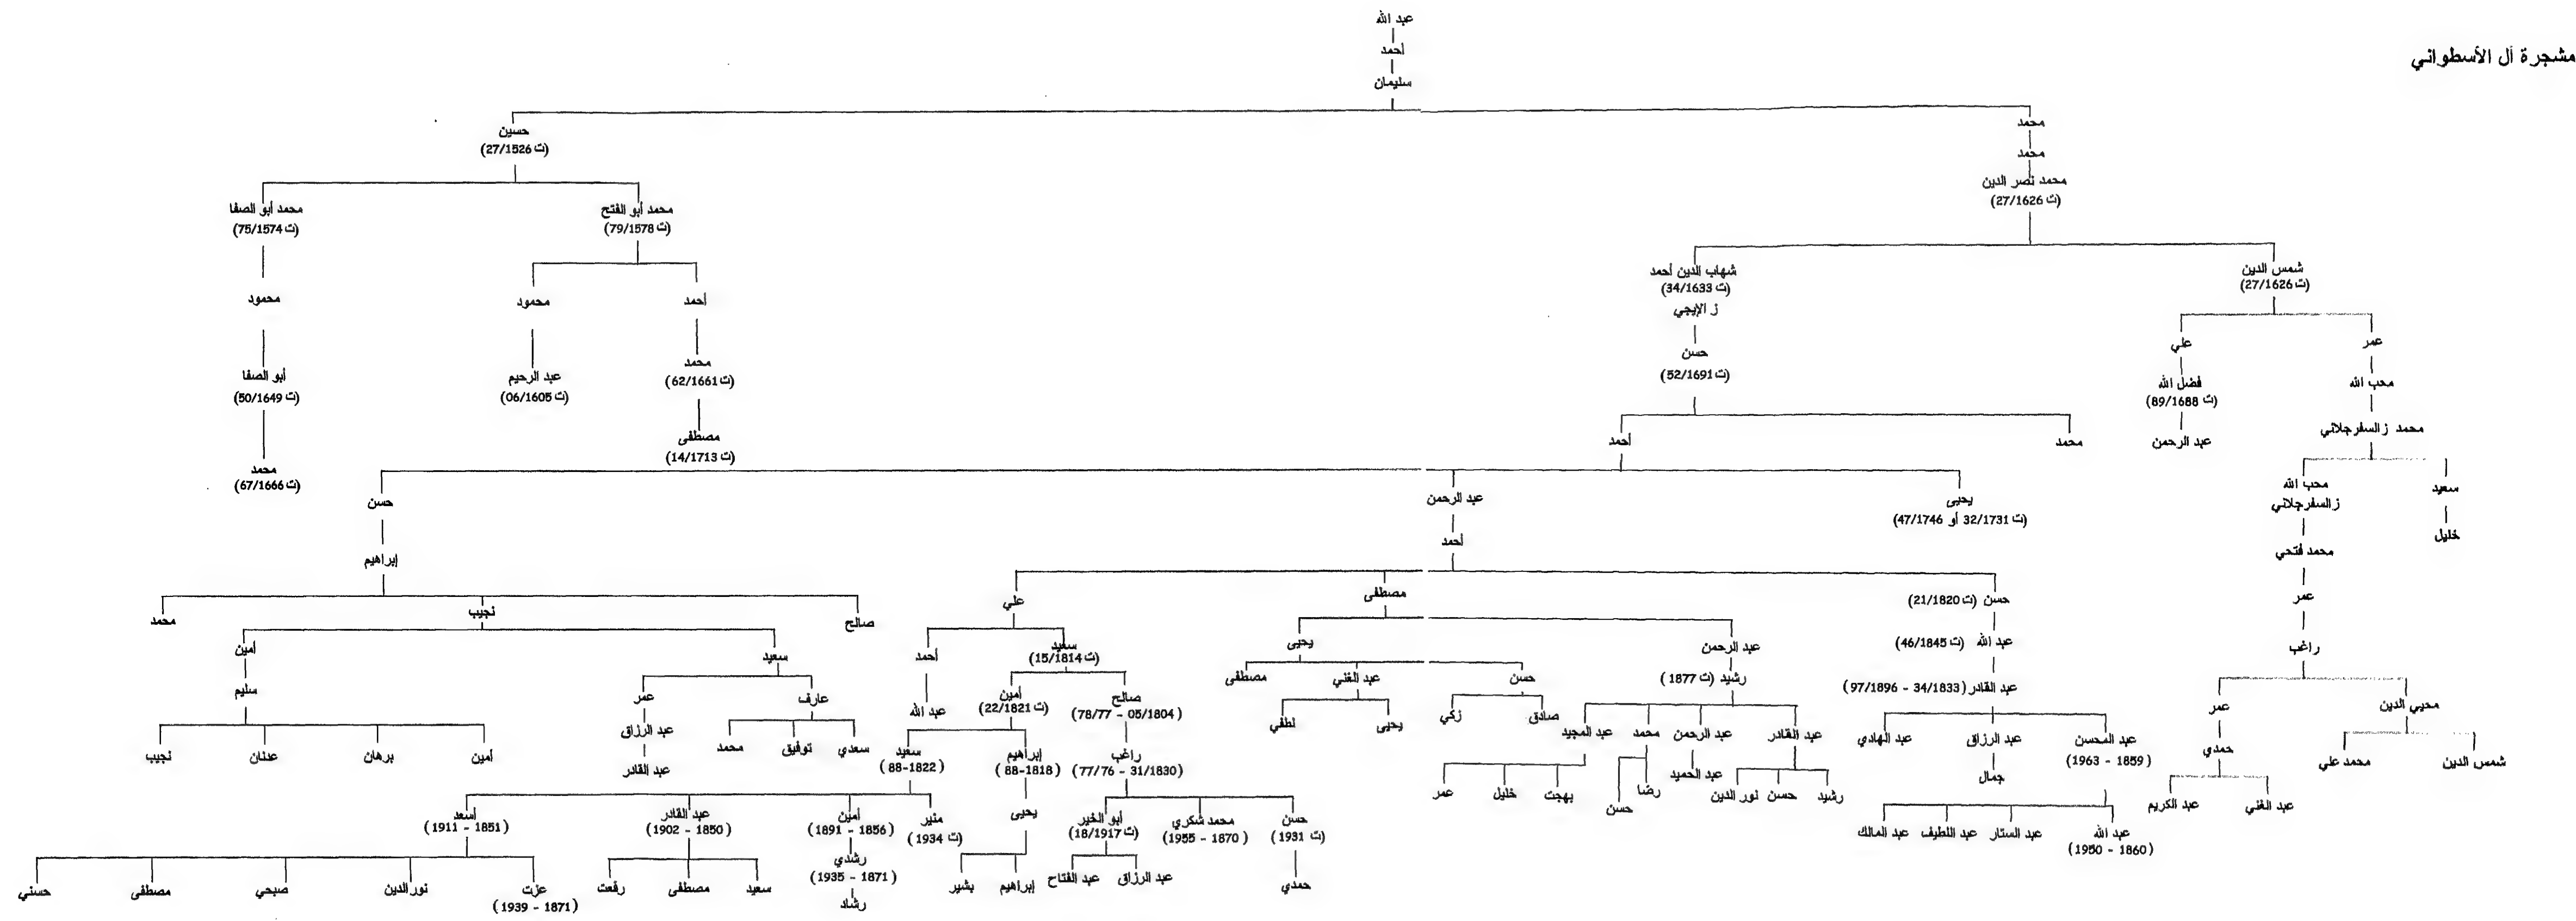 مشجرة آل الأسطواني
عبد الله
أحمد
سليمان
محمد
محمد
محمد نصر الدين
(ت 27/1626)
شمس الدين
(ت 27/1626)
عمر
محب الله
محمد ز السفرجلاني
سعيد
خليل
محب الله
ز السفرجلاني
محمد فتحي
عمر
راغب
محيي الدين
شمس الدين
محمد علي
عمر
حمدي
عبد الغني
عبد الكريم
علي
فضل الله
(ت 89/1688)
عبد الرحمن
شهاب الدين أحمد
(ت 34/1633)
ز الإيجي
حسن
(ت 52/1691)
محمد
أحمد
يحيى
(ت 32/1731 أو 47/1746)
عبد الرحمن
أحمد
حسن (ت 21/1820)
عبد الله (ت 46/1845)
عبد القادر (34/1833 - 97/1896)
عبد المحسن
(1859 - 1963)
عبد الله
(1860 - 1950)
عبد الستار
عبد اللطيف
عبد المالك
عبد الرزاق
جمال
عبد الهادي
مصطفى
عبد الرحمن
رشيد (ت 1877)
عبد القادر
رشيد
حسن
نور الدين
عبد الرحمن
عبد الحميد
محمد
رضا
حسن
عبد المجيد
بهجت
خليل
عمر
يحيى
حسن
صادق
زكي
عبد الغني
يحيى
لطفي
مصطفى
علي
سعيد
(ت 15/1814)
صالح
(05/1804 - 78/77)
راغب
(31/1830 - 77/76)
حسن
(ت 1931)
حمدي
محمد شكري
(1870 - 1955)
أبو الخير
(ت 18/1917)
عبد الرزاق
عبد الفتاح
أمين
(ت 22/1821)
إبراهيم
(1818-88)
يحيى
إبراهيم
بشير
سعيد
(1822-88)
منير
(ت 1934)
أمين
(1856 - 1891)
رشدي
(1871 - 1935)
رشاد
عبد القادر
(1850 - 1902)
سعيد
مصطفى
رفعت
أسعد
(1851 - 1911)
عزت
(1871 - 1939)
نور الدين
صبحي
مصطفى
حسني
أحمد
عبد الله
حسن
إبراهيم
صالح
نجيب
سعيد
عارف
سعدي
توفيق
محمد
عمر
عبد الرزاق
عبد القادر
أمين
سليم
أمين
برهان
عدنان
نجيب
محمد
حسين
(ت 27/1526)
محمد أبو الفتح
(ت 79/1578)
أحمد
محمد
(ت 62/1661)
مصطفى
(ت 14/1713)
محمود
عبد الرحيم
(ت 06/1605)
محمد أبو الصفا
(ت 75/1574)
محمود
أبو الصفا
(ت 50/1649)
محمد
(ت 67/1666)